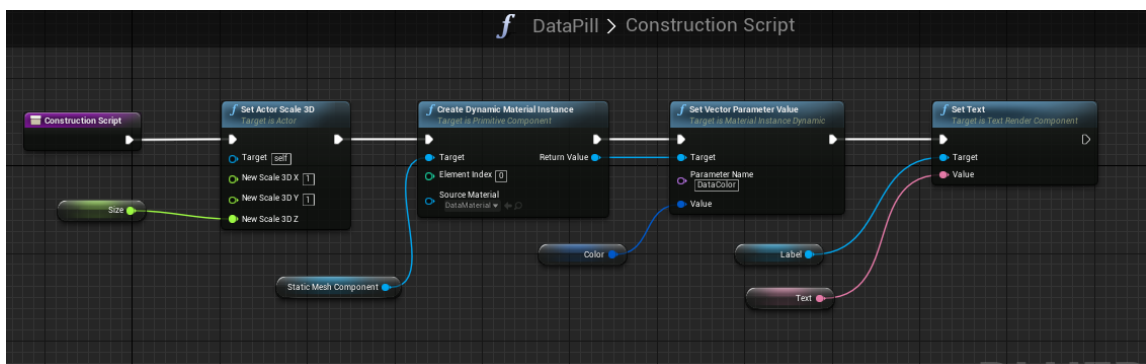 f DataPill > Construction Script
Construction Script
Size
f Set Actor Scale 3D
Target is Actor
Target self
New Scale 3D X 1
New Scale 3D Y 1
New Scale 3D Z
Static Mesh Component
f Create Dynamic Material Instance
Target is Primitive Component
Target Return Value
Element Index 0
Source Material
DataMaterial
Color
f Set Vector Parameter Value
Target is Material Instance Dynamic
Target
Parameter Name
DataColor
Value
Label
Text
f Set Text
Target is Text Render Component
Target
Value